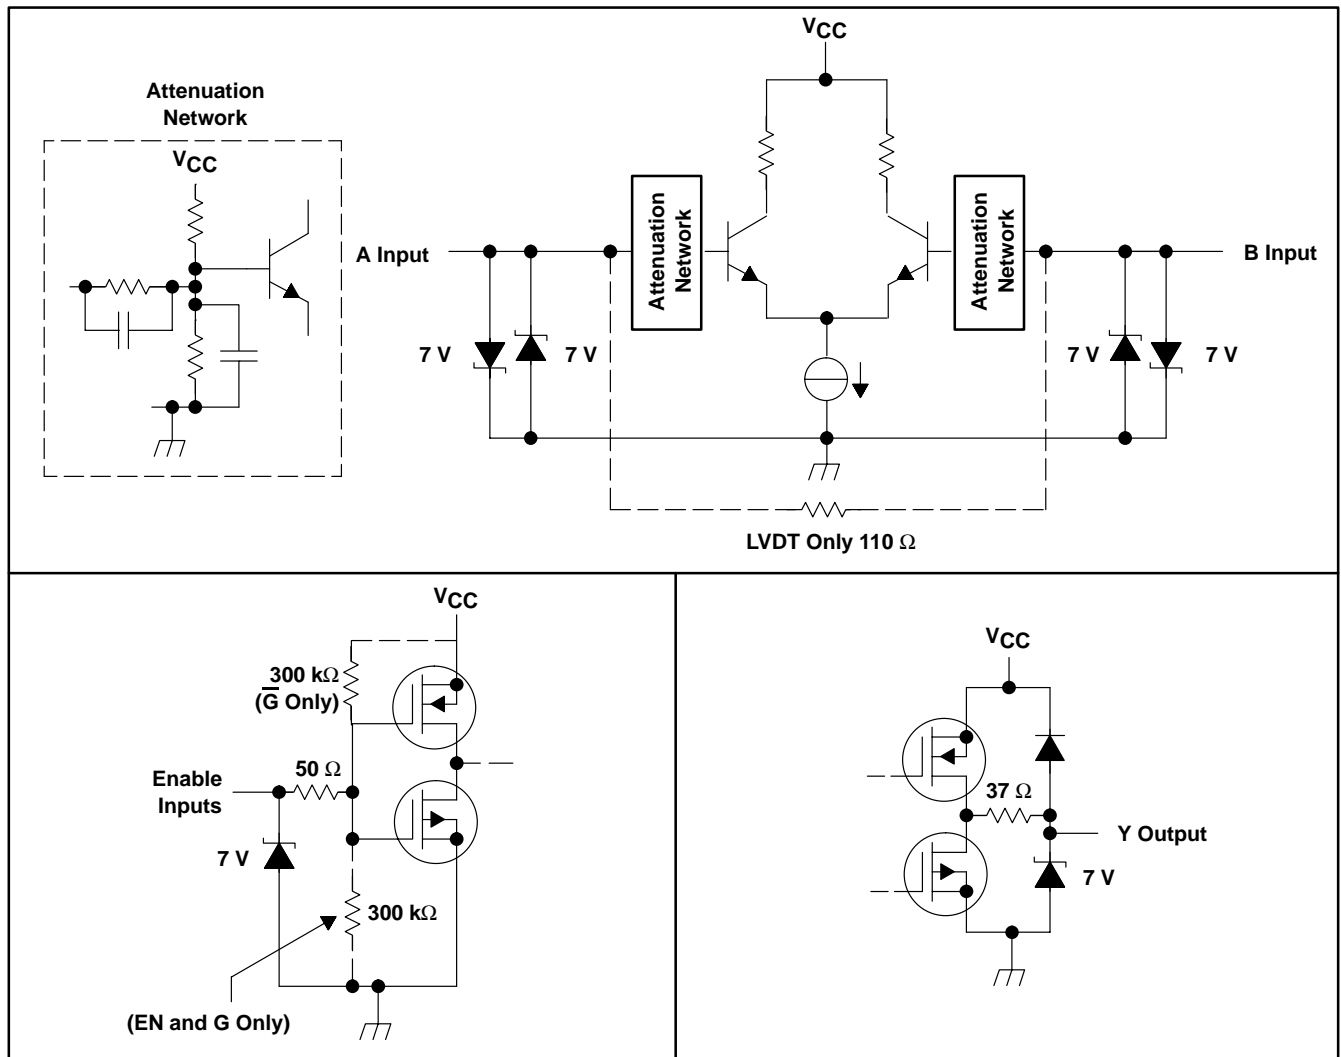 VCC
Attenuation
Network
VCC
A Input
Attenuation
Network
Attenuation
Network
B Input
7 V
7 V
7 V
7 V
LVDT Only 110 Ω
VCC
300 kΩ
(G̅ Only)
50 Ω
Enable
Inputs
7 V
300 kΩ
(EN and G Only)
VCC
37 Ω
Y Output
7 V